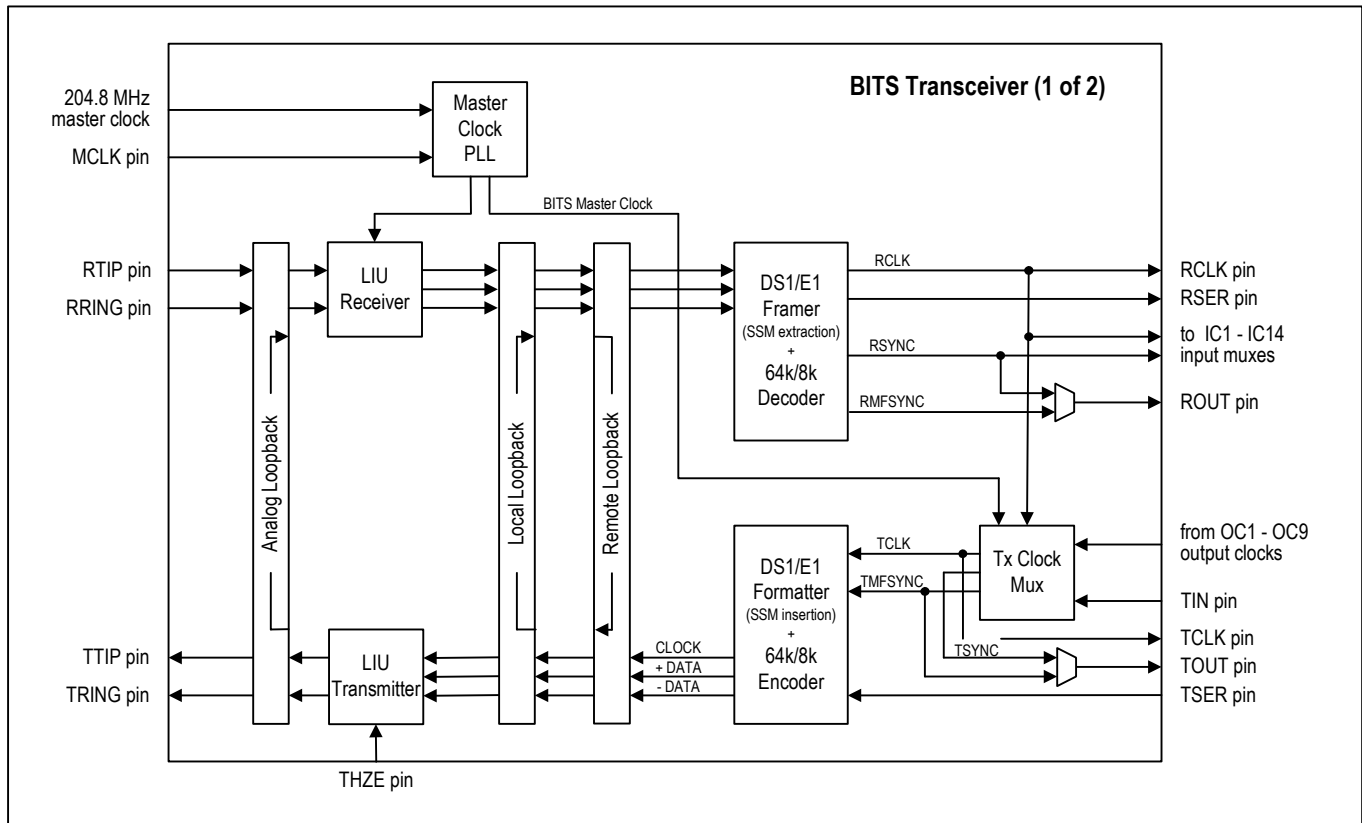 BITS Transceiver (1 of 2)
204.8 MHz
master clock
MCLK pin
Master
Clock
PLL
BITS Master Clock
RTIP pin
RRING pin
LIU
Receiver
Analog Loopback
Local Loopback
Remote Loopback
DS1/E1
Framer
(SSM extraction)
+
64k/8k
Decoder
RCLK
RSYNC
RMFSYNC
RCLK pin
RSER pin
to IC1 - IC14
input muxes
ROUT pin
TTIP pin
TRING pin
LIU
Transmitter
THZE pin
CLOCK
+ DATA
- DATA
DS1/E1
Formatter
(SSM insertion)
+
64k/8k
Encoder
TCLK
TMFSYNC
TSYNC
Tx Clock
Mux
from OC1 - OC9
output clocks
TIN pin
TCLK pin
TOUT pin
TSER pin